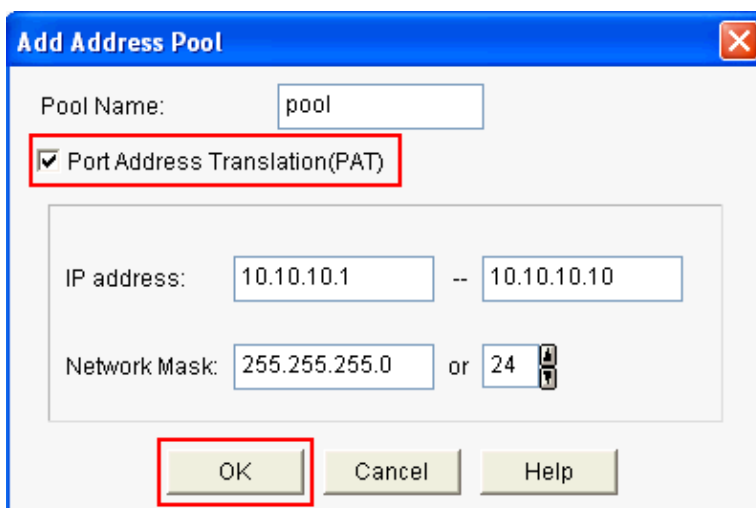 Add Address Pool
Pool Name: pool
Port Address Translation(PAT)
IP address: 10.10.10.1 -- 10.10.10.10
Network Mask: 255.255.255.0 or 24
OK Cancel Help